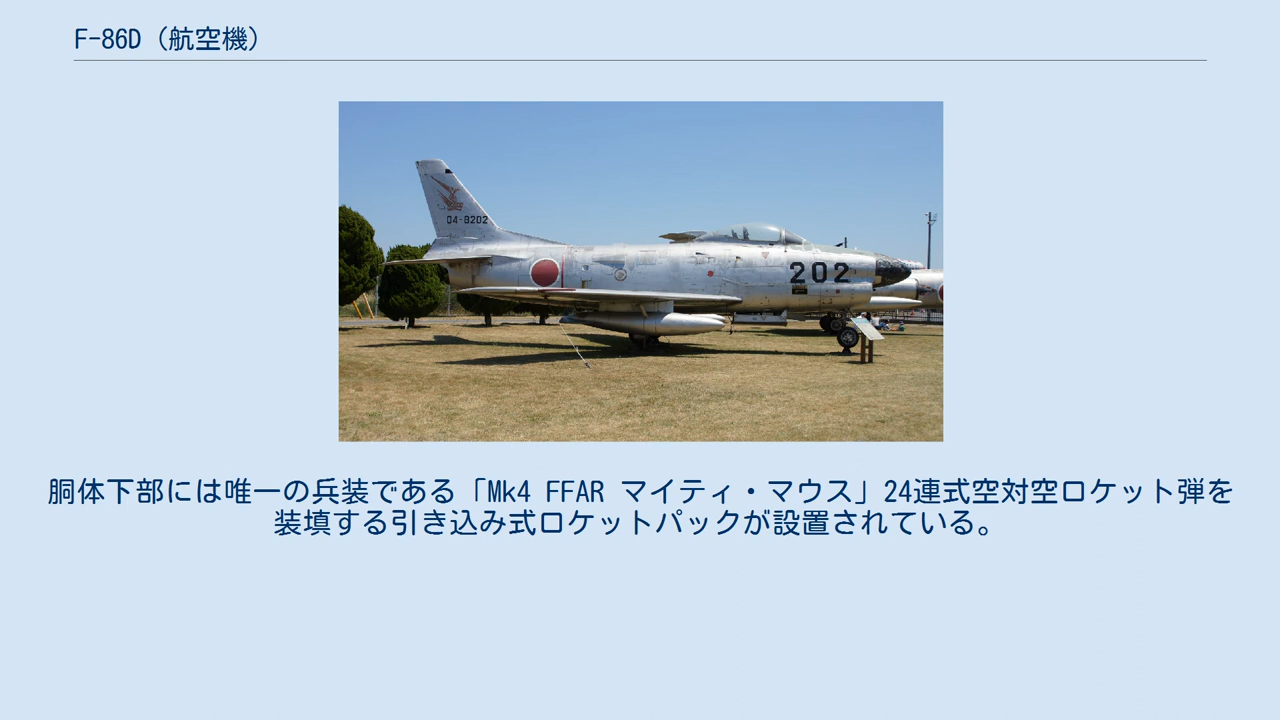 F-86D（航空機）
04-8202
202
胴体下部には唯一の兵装である「Mk4 FFAR マイティ・マウス」24連式空対空ロケット弾を
装填する引き込み式ロケットパックが設置されている。